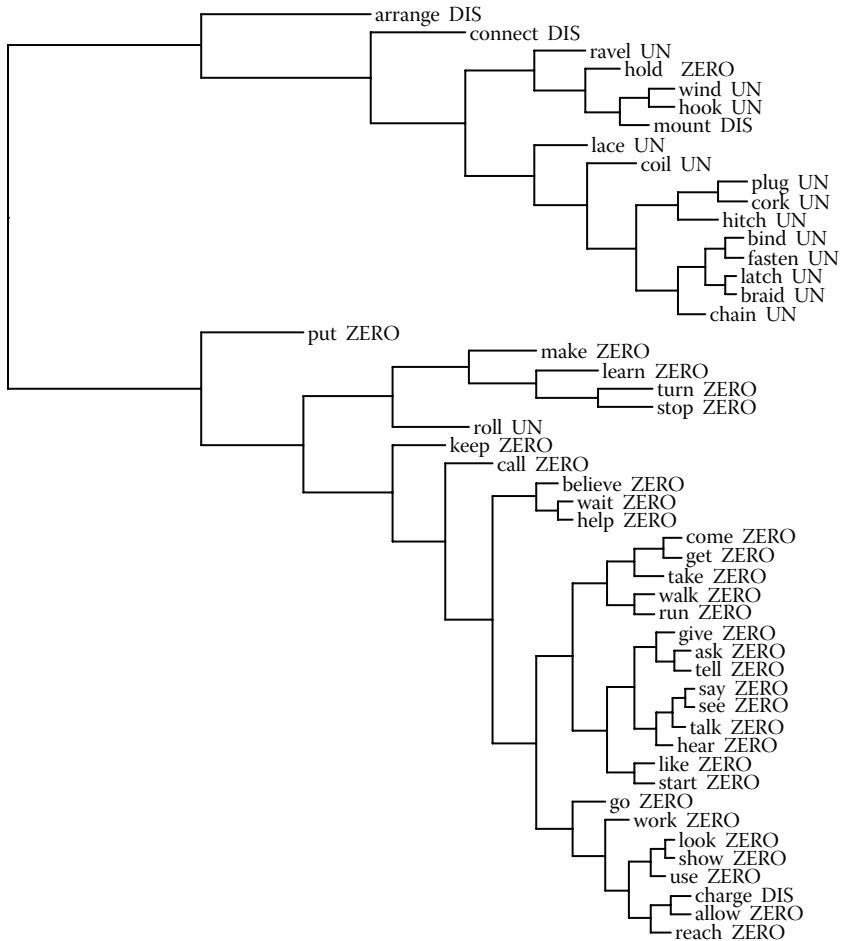 arrange DIS
connect DIS
ravel UN
hold ZERO
wind UN
hook UN
mount DIS
lace UN
coil UN
plug UN
cork UN
hitch UN
bind UN
fasten UN
latch UN
braid UN
chain UN
put ZERO
make ZERO
learn ZERO
turn ZERO
stop ZERO
roll UN
keep ZERO
call ZERO
believe ZERO
wait ZERO
help ZERO
come ZERO
get ZERO
take ZERO
walk ZERO
run ZERO
give ZERO
ask ZERO
tell ZERO
say ZERO
see ZERO
talk ZERO
hear ZERO
like ZERO
start ZERO
go ZERO
work ZERO
look ZERO
show ZERO
use ZERO
charge DIS
allow ZERO
reach ZERO